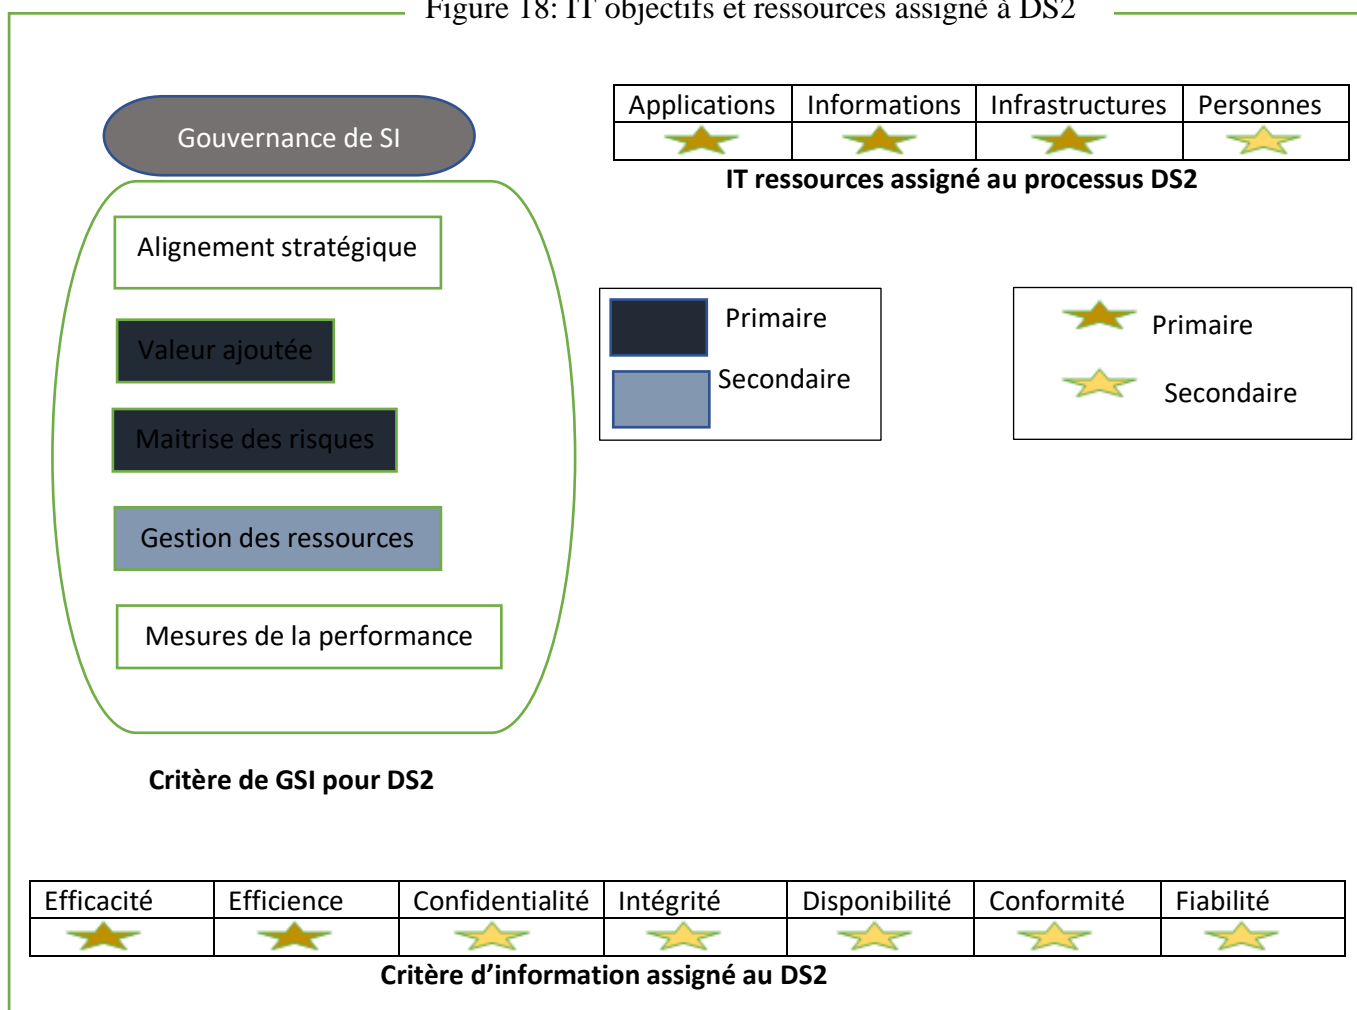 Figure 18: IT objectifs et ressources assigné à DS2
Gouvernance de SI
Alignement stratégique
Valeur ajoutée
Maitrise des risques
Gestion des ressources
Mesures de la performance
Critère de GSI pour DS2
Applications Informations Infrastructures Personnes
IT ressources assigné au processus DS2
Primaire
Secondaire
Primaire
Secondaire
Efficacité Efficience Confidentialité Intégrité Disponibilité Conformité Fiabilité
Critère d’information assigné au DS2